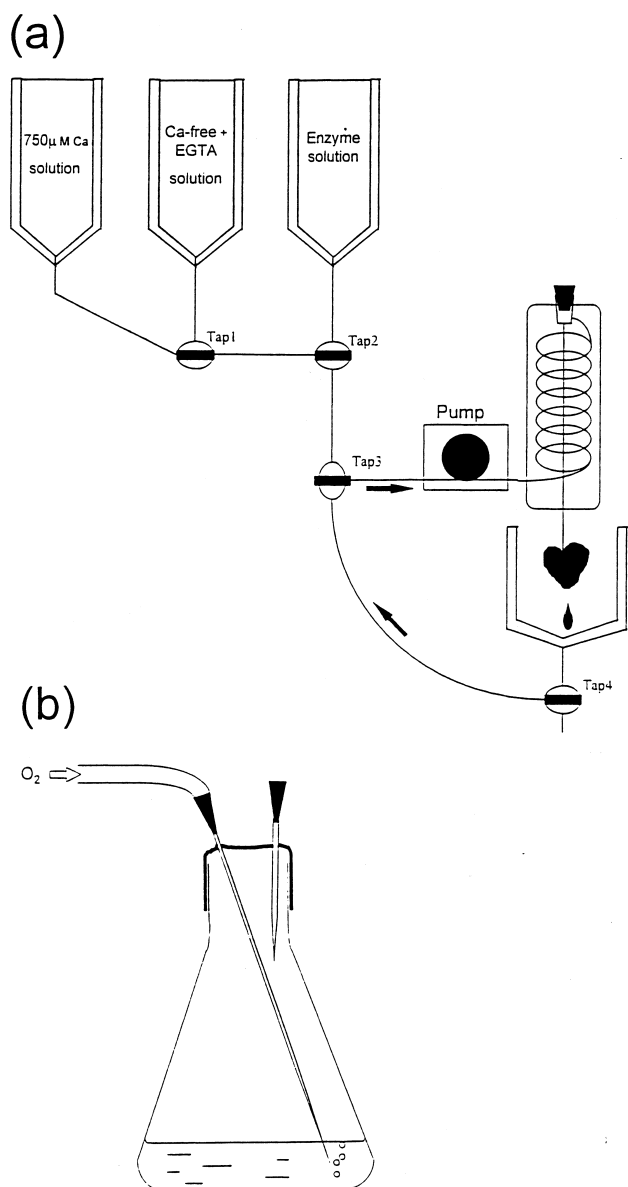 (a)
750μ M Ca
solution
Ca-free +
EGTA
solution
Enzyme
solution
Tap1
Tap2
Pump
Tap3
Tap4
(b)
O₂